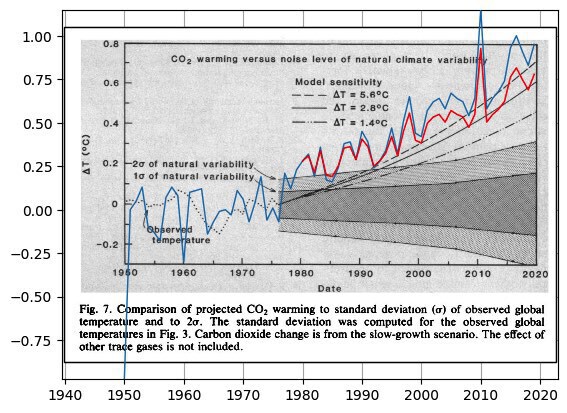 1.00
0.75
0.50
0.25
0.00
−0.25
−0.50
−0.75
1940
1950
1960
1970
1980
1990
2000
2010
2020
0.8
0.6
0.4
0.2
0
-0.2
ΔT (°C)
CO₂ warming versus noise level of natural climate variability
Model sensitivity
ΔT = 5.6°C
ΔT = 2.8°C
ΔT = 1.4°C
2σ of natural variability
1σ of natural variability
Observed
temperature
1950
1960
1970
1980
1990
2000
2010
2020
Date
Fig. 7. Comparison of projected CO₂ warming to standard deviation (σ) of observed global
temperature and to 2σ. The standard deviation was computed for the observed global
temperatures in Fig. 3. Carbon dioxide change is from the slow-growth scenario. The effect of
other trace gases is not included.